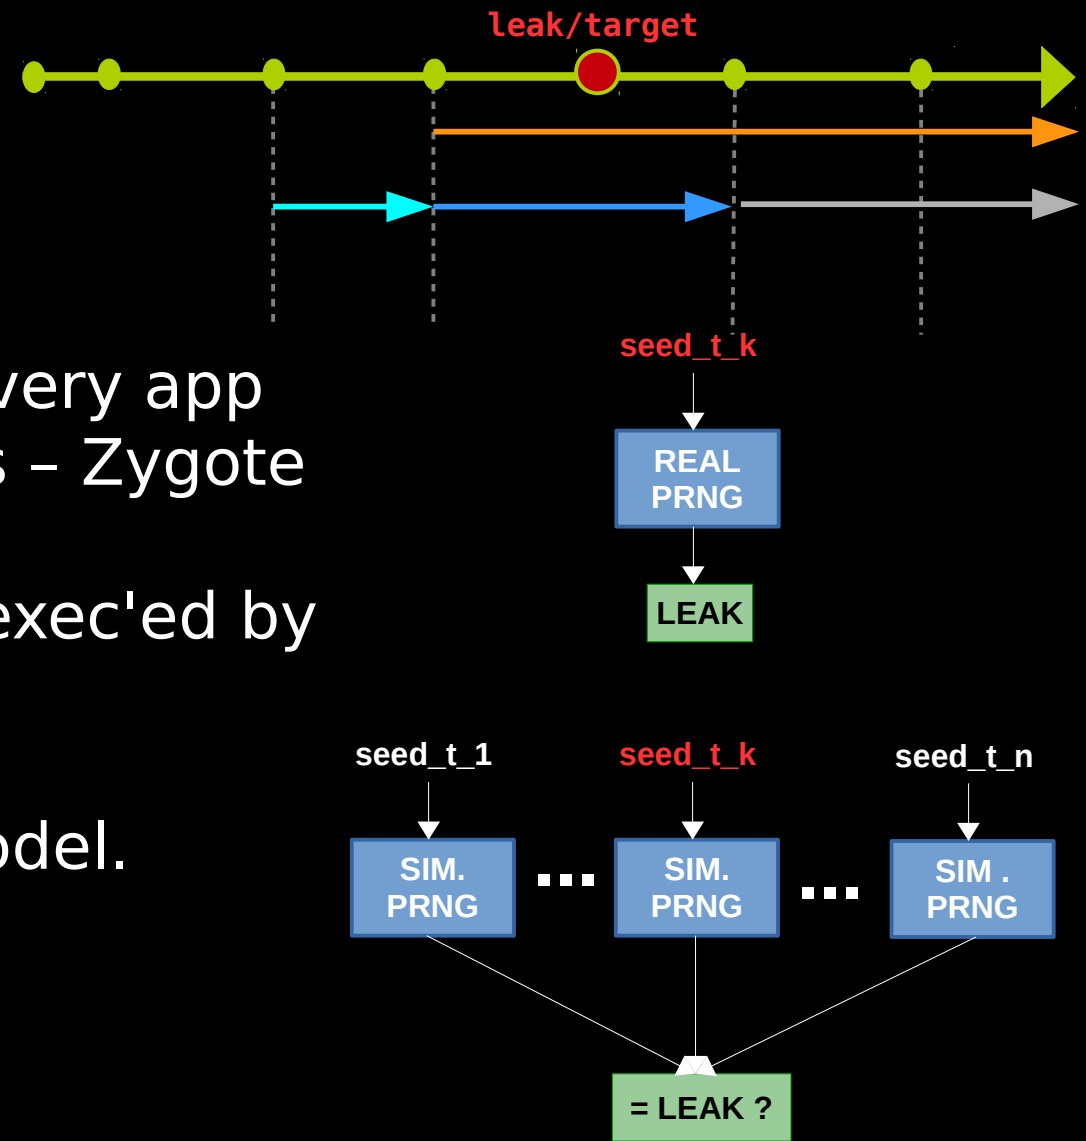 leak/target
seed_t_k
very app
s – Zygote
REAL
PRNG
exec'ed by
LEAK
seed_t_1
seed_t_k
seed_t_n
odel.
SIM.
PRNG
SIM.
PRNG
SIM .
PRNG
= LEAK ?